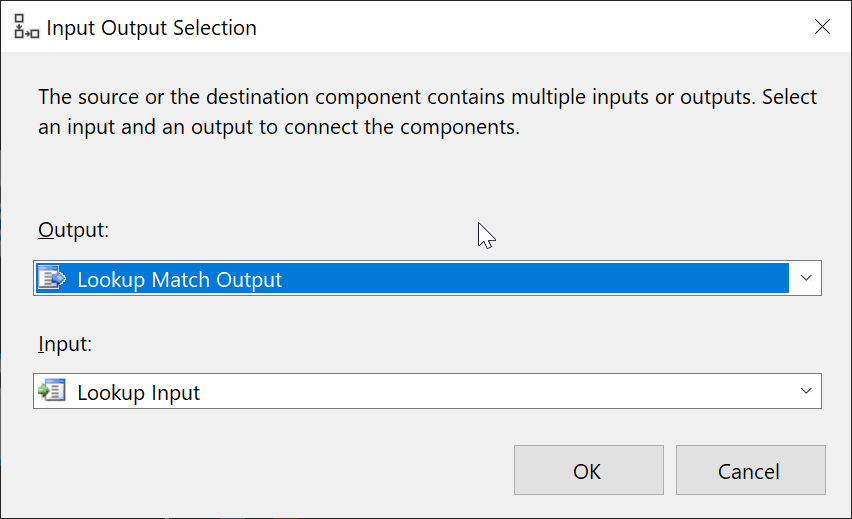 Input Output Selection
The source or the destination component contains multiple inputs or outputs. Select
an input and an output to connect the components.
Output:
Lookup Match Output
Input:
Lookup Input
OK
Cancel